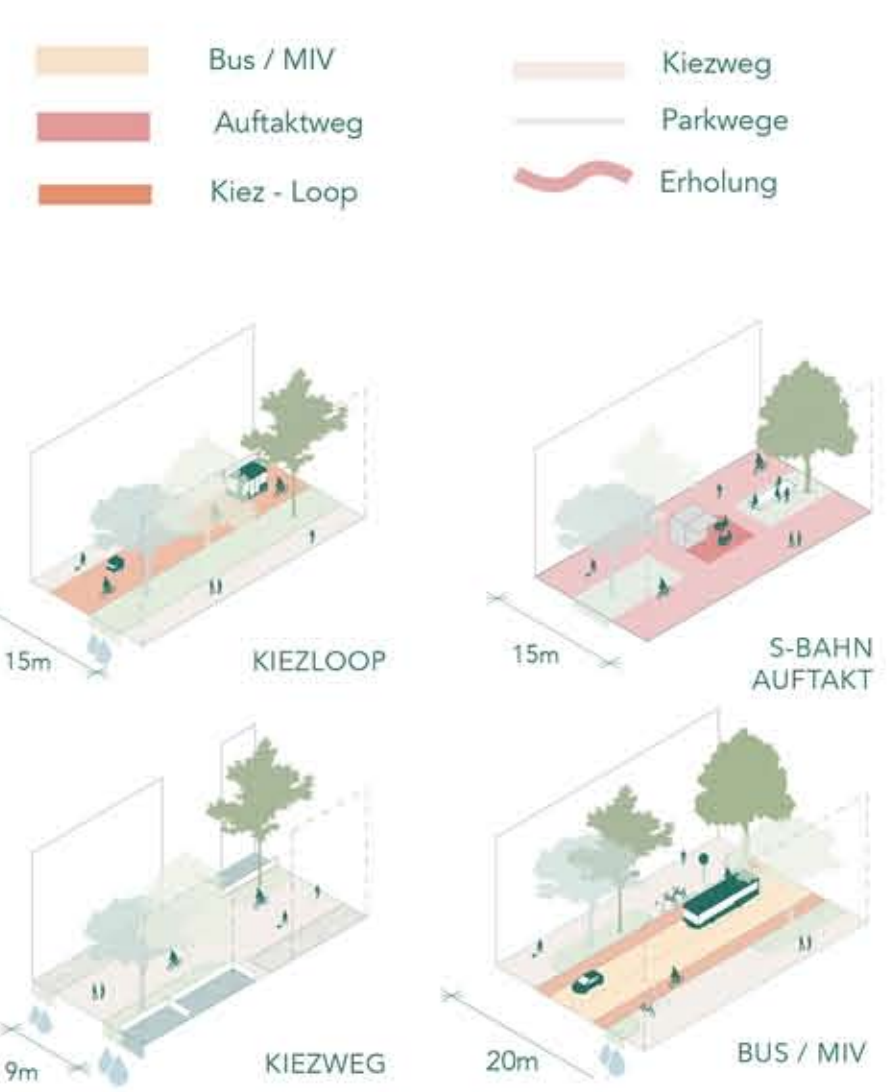 Bus / MIV
Auftaktweg
Kiez - Loop
Kiezweg
Parkwege
Erholung
15m
KIEZLOOP
15m
S-BAHN
AUFTAKT
9m
KIEZWEG
20m
BUS / MIV